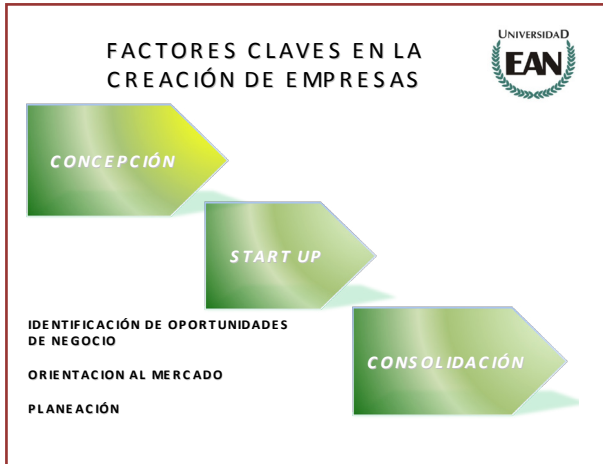 FACTORES CLAVES EN LA
CREACIÓN DE EMPRESAS
UNIVERSIDAD
EAN
CONCEPCIÓN
START UP
IDENTIFICACIÓN DE OPORTUNIDADES
DE NEGOCIO
CONSOLIDACIÓN
ORIENTACION AL MERCADO
PLANEACIÓN